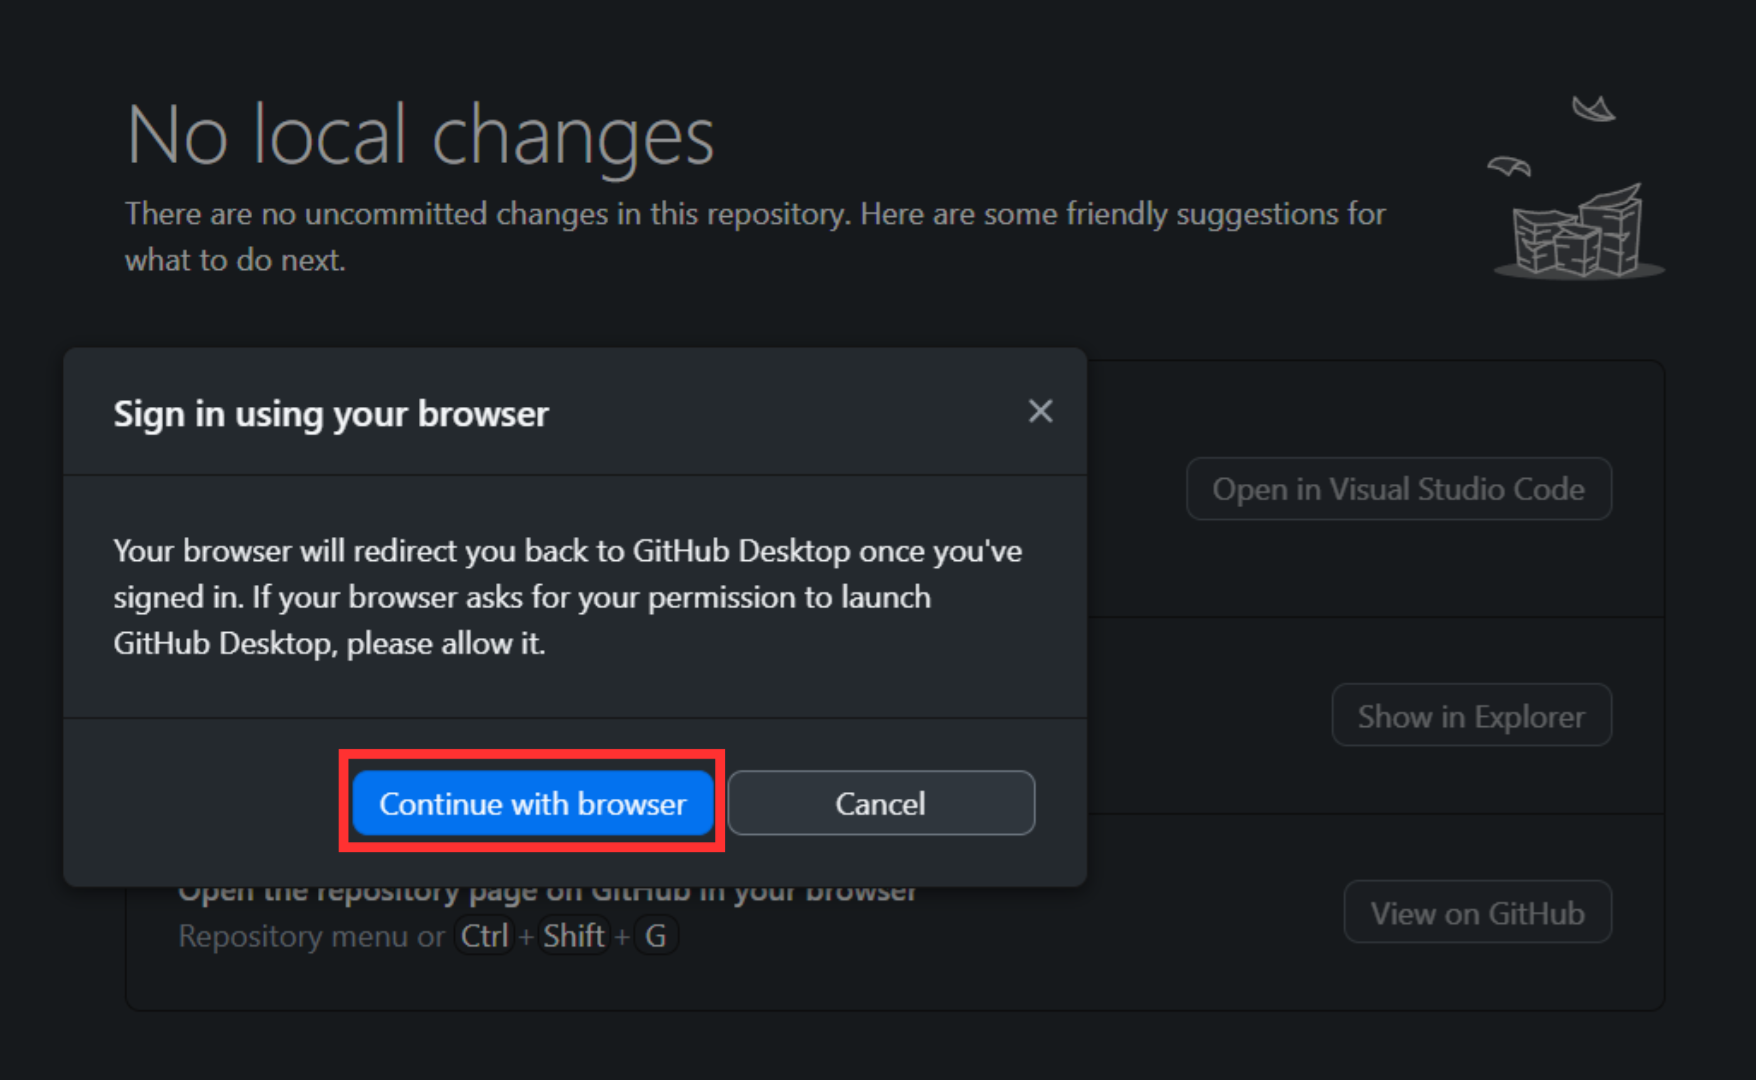 No local changes
There are no uncommitted changes in this repository. Here are some friendly suggestions for
what to do next.
Sign in using your browser
Open in Visual Studio Code
Your browser will redirect you back to GitHub Desktop once you've
signed in. If your browser asks for your permission to launch
GitHub Desktop, please allow it.
Show in Explorer
Continue with browser
Cancel
Open the repository page on GitHub in your browser
Repository menu or Ctrl + Shift + G
View on GitHub